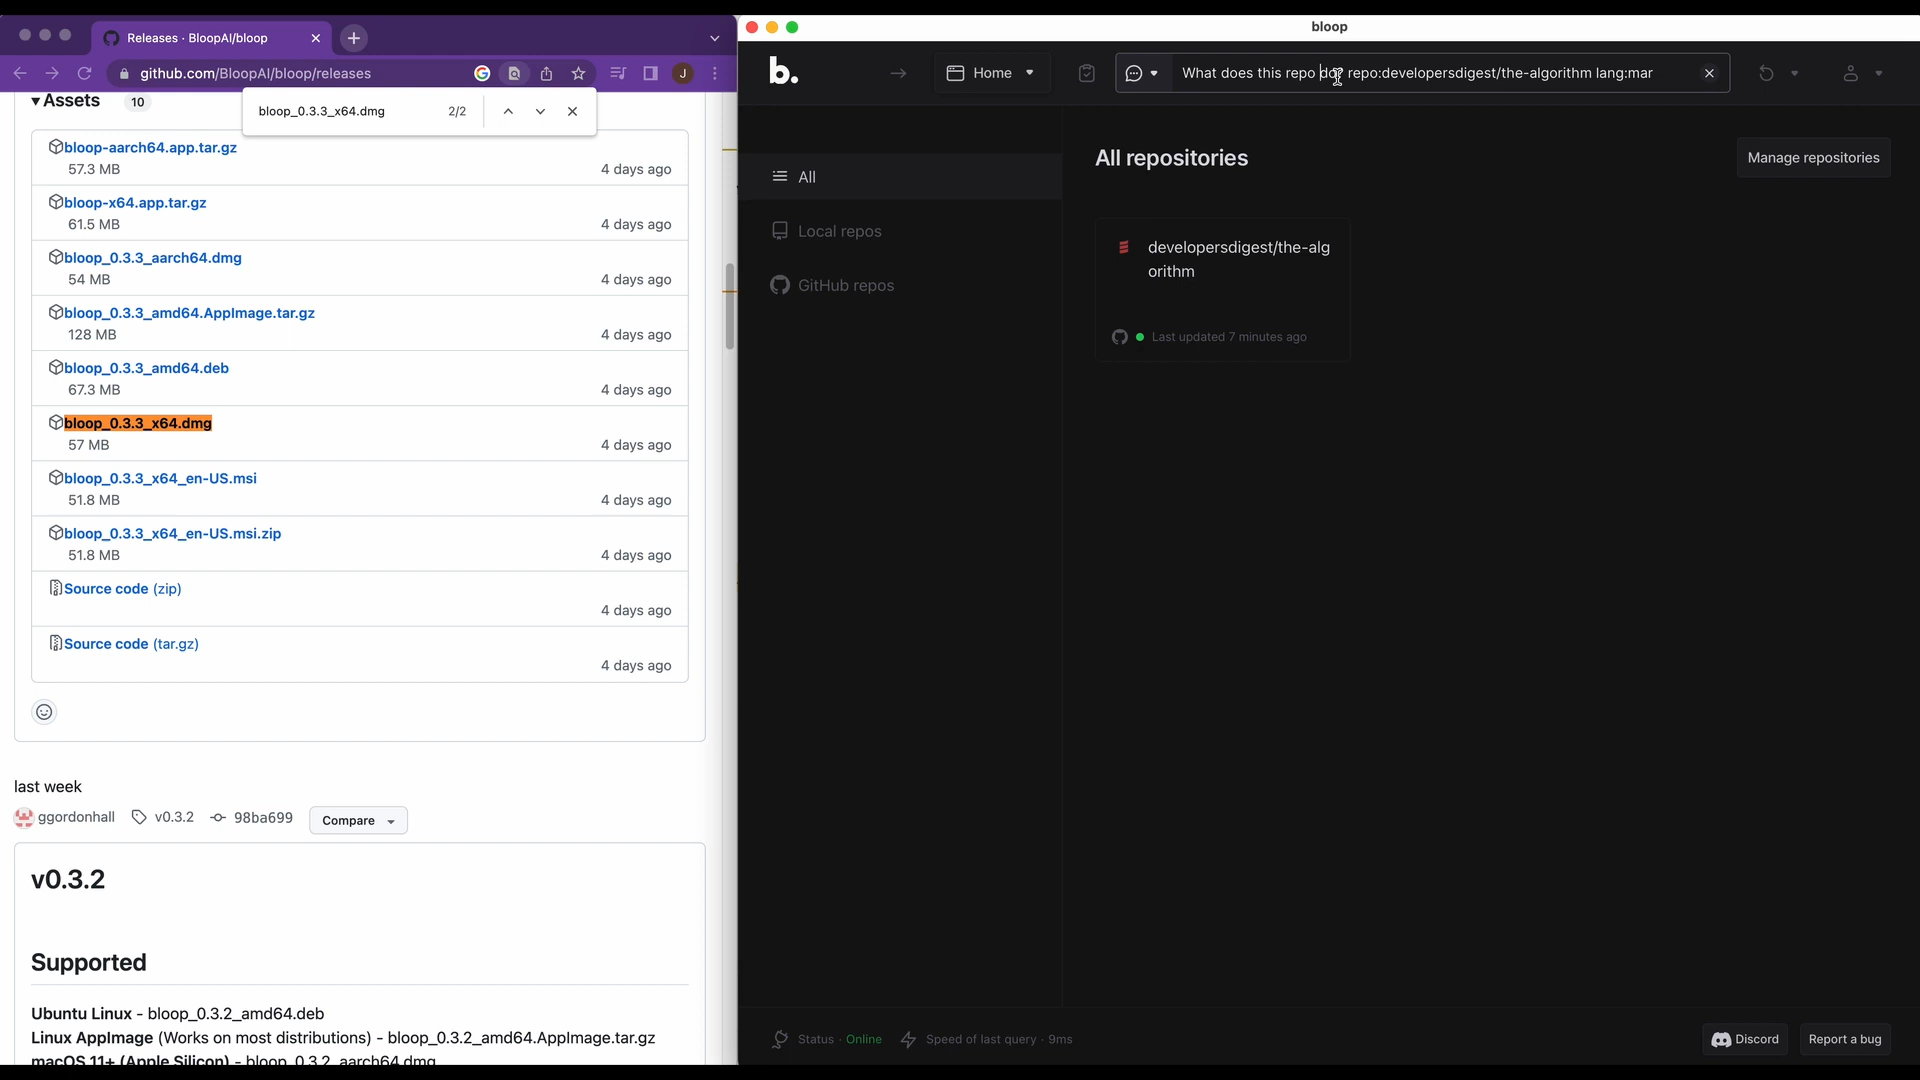 Releases · BloopAI/bloop
github.com/BloopAI/bloop/releases
J
Assets 10
bloop_0.3.3_x64.dmg 2/2
bloop-aarch64.app.tar.gz
57.3 MB 4 days ago
bloop-x64.app.tar.gz
61.5 MB 4 days ago
bloop_0.3.3_aarch64.dmg
54 MB 4 days ago
bloop_0.3.3_amd64.AppImage.tar.gz
128 MB 4 days ago
bloop_0.3.3_amd64.deb
67.3 MB 4 days ago
bloop_0.3.3_x64.dmg
57 MB 4 days ago
bloop_0.3.3_x64_en-US.msi
51.8 MB 4 days ago
bloop_0.3.3_x64_en-US.msi.zip
51.8 MB 4 days ago
Source code (zip)
4 days ago
Source code (tar.gz)
4 days ago
last week
ggordonhall v0.3.2 98ba699 Compare
v0.3.2
Supported
Ubuntu Linux - bloop_0.3.2_amd64.deb
Linux AppImage (Works on most distributions) - bloop_0.3.2_amd64.AppImage.tar.gz
macOS 11+ (Apple Silicon) - bloop_0.3.2_aarch64.dmg
bloop
b.
Home
What does this repo do? repo:developersdigest/the-algorithm lang:mar
All
Local repos
GitHub repos
All repositories
Manage repositories
developersdigest/the-alg
orithm
Last updated 7 minutes ago
Status · Online
Speed of last query · 9ms
Discord
Report a bug